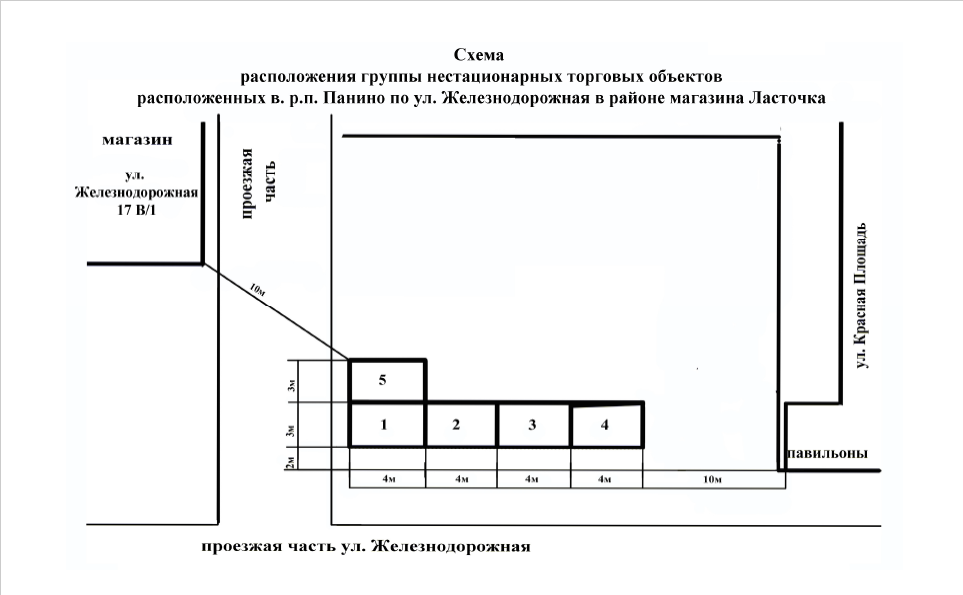 Схема
расположения группы нестационарных торговых объектов
расположенных в. р.п. Панино по ул. Железнодорожная в районе магазина Ласточка
магазин
ул.
Железнодорожная
17 В/1
проезжая
часть
ул. Красная Площадь
10м
3м
5
3м
1
2
3
4
2м
павильоны
4м
4м
4м
4м
10м
проезжая часть ул. Железнодорожная